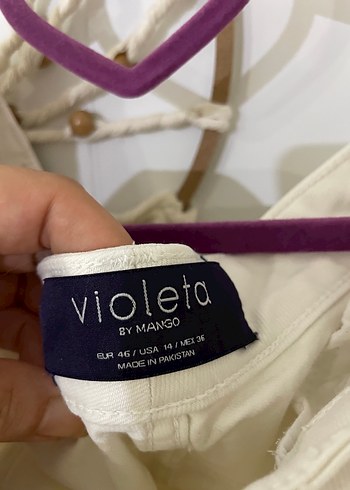 violeta
BY MANGO
EUR 46 / USA 14 / MEX 36
MADE IN PAKISTAN